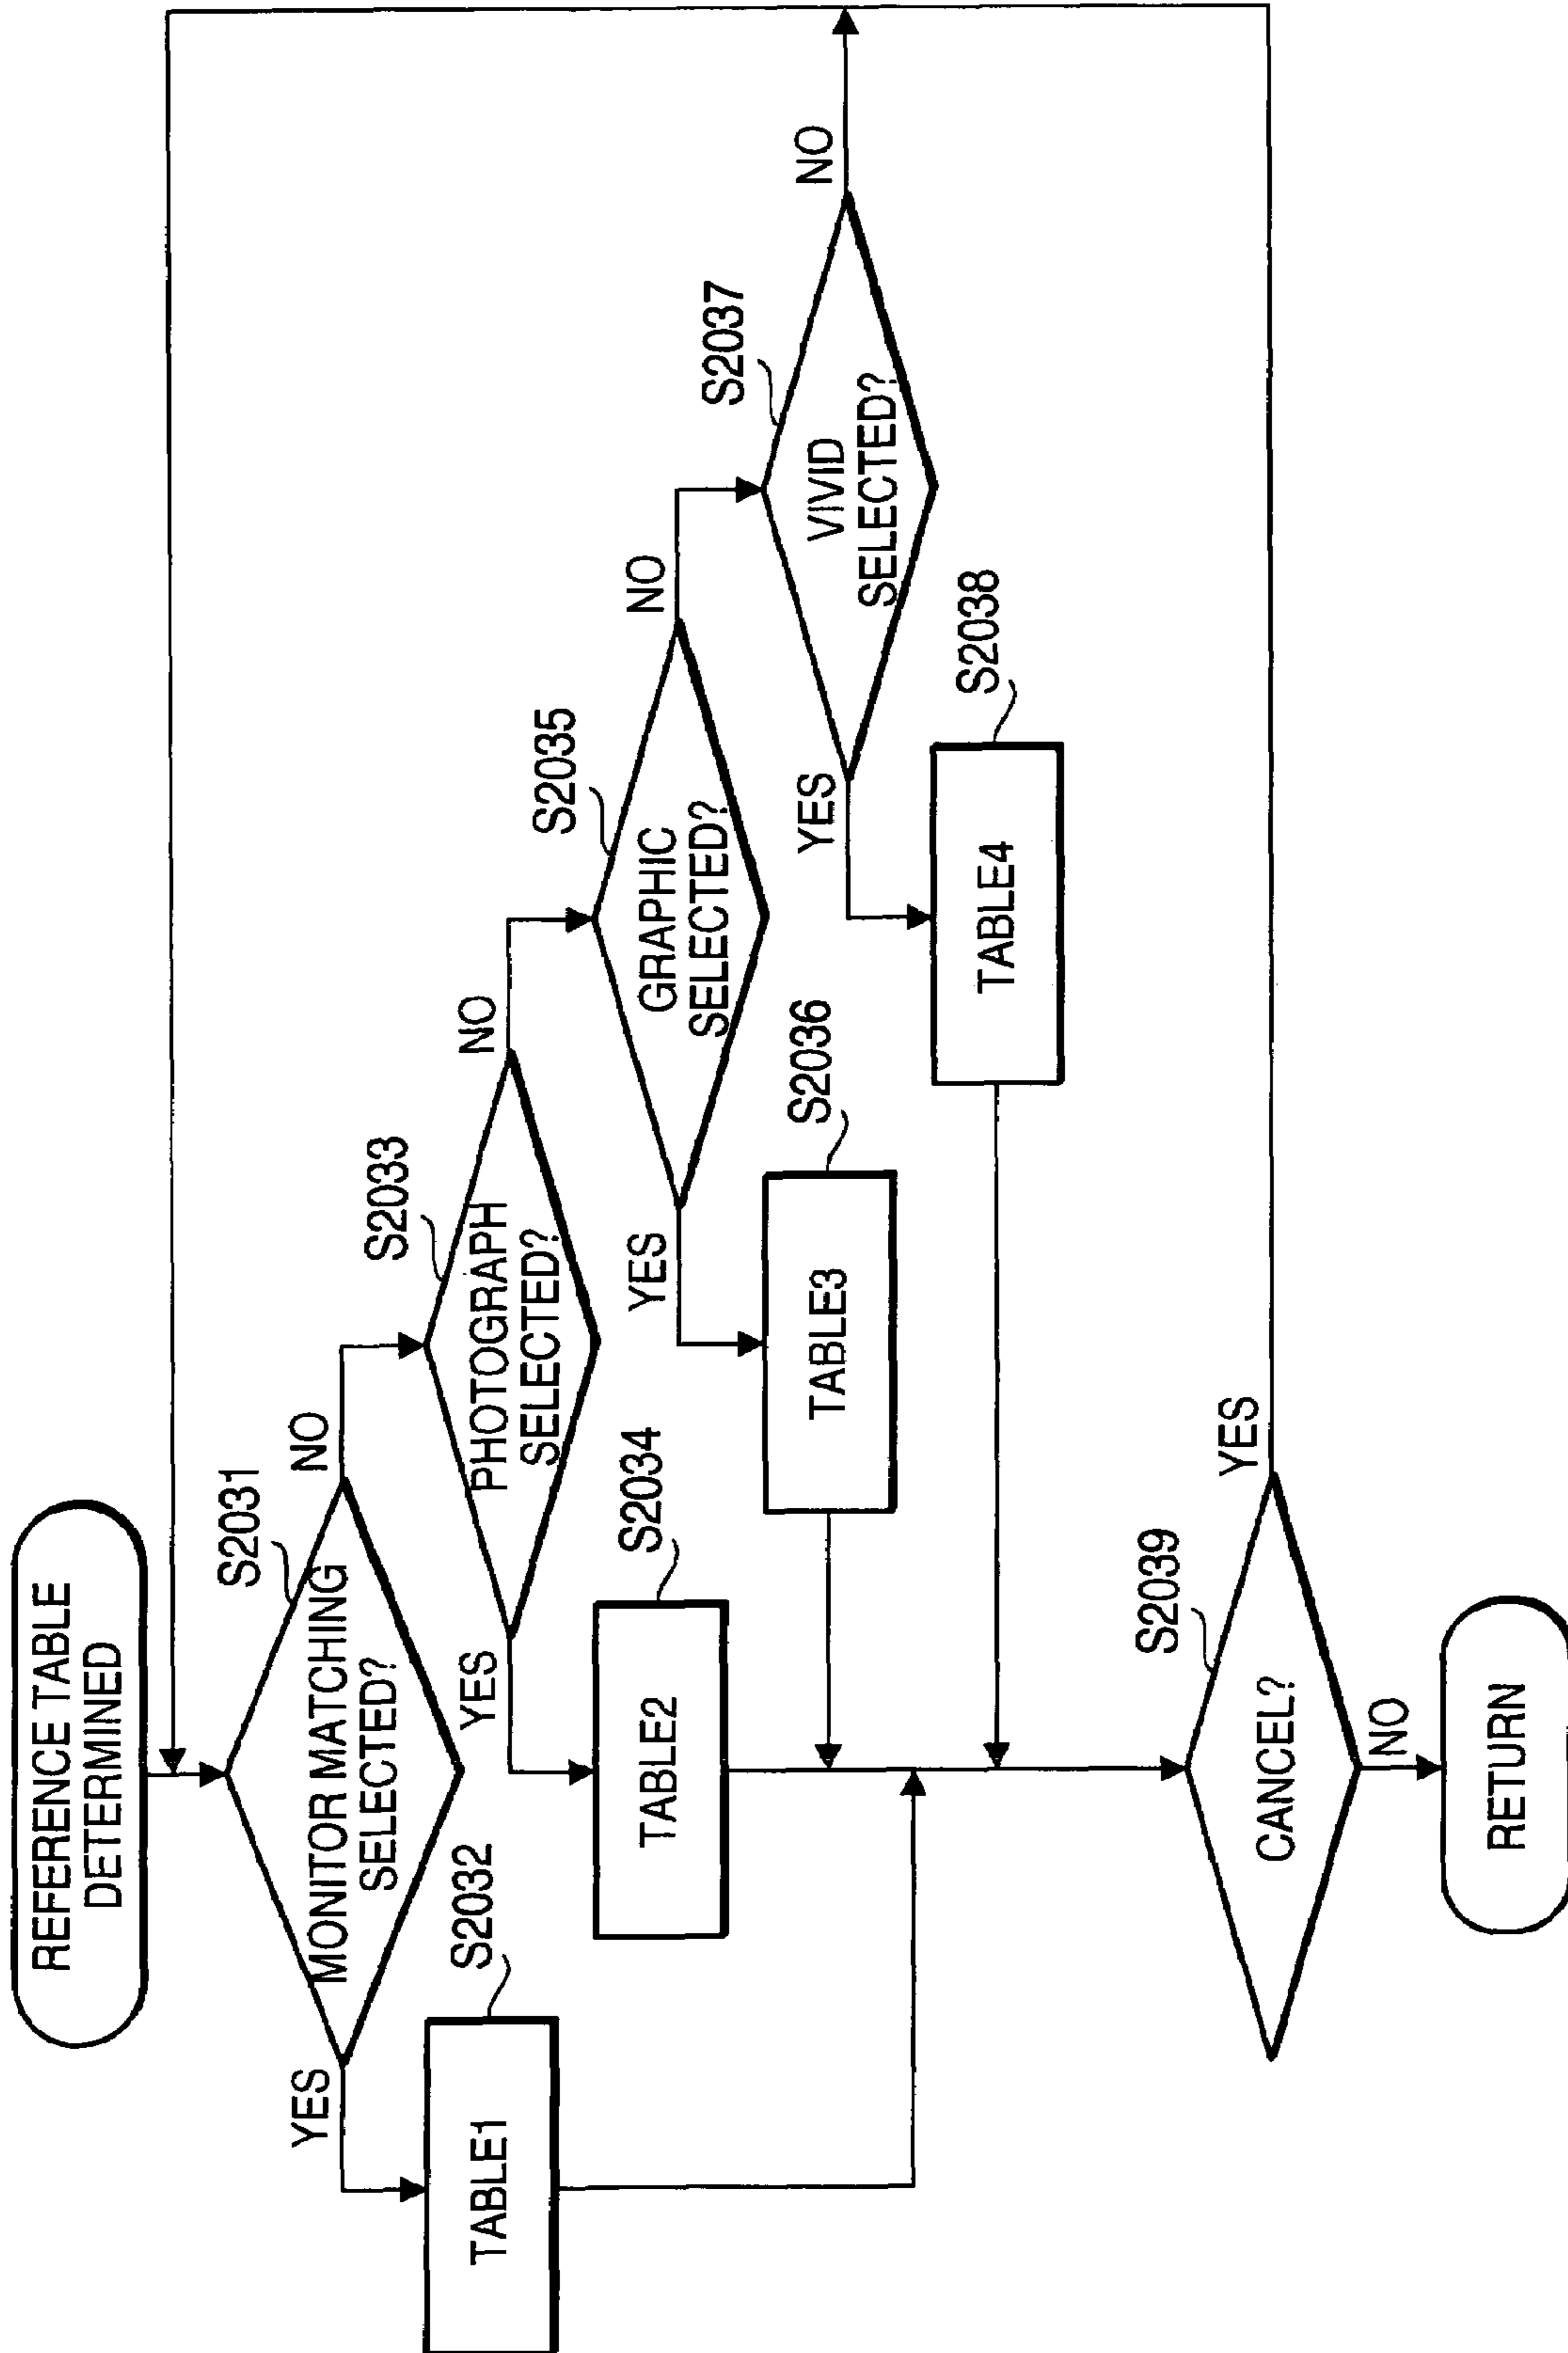 REFERENCE TABLE
DETERMINED
S2031
MONITOR MATCHING
SELECTED?
YES
NO
S2032
TABLE1
S2033
PHOTOGRAPH
SELECTED?
YES
NO
S2034
TABLE2
S2035
GRAPHIC
SELECTED?
YES
NO
S2036
TABLE3
S2037
VIVID
SELECTED?
YES
NO
S2038
TABLE4
S2039
CANCEL?
YES
NO
RETURN